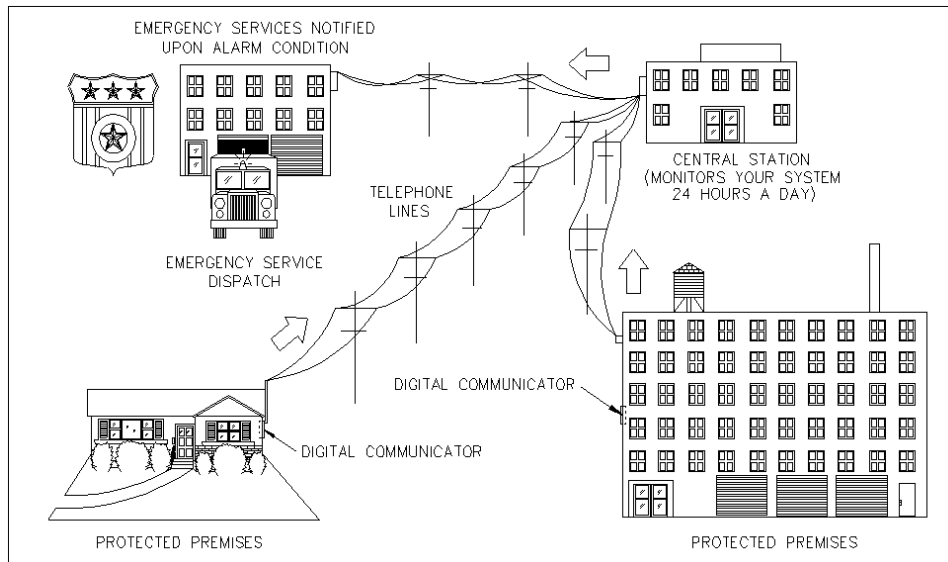 EMERGENCY SERVICES NOTIFIED
UPON ALARM CONDITION
CENTRAL STATION
(MONITORS YOUR SYSTEM
24 HOURS A DAY)
TELEPHONE
LINES
EMERGENCY SERVICE
DISPATCH
DIGITAL COMMUNICATOR
DIGITAL COMMUNICATOR
PROTECTED PREMISES
PROTECTED PREMISES